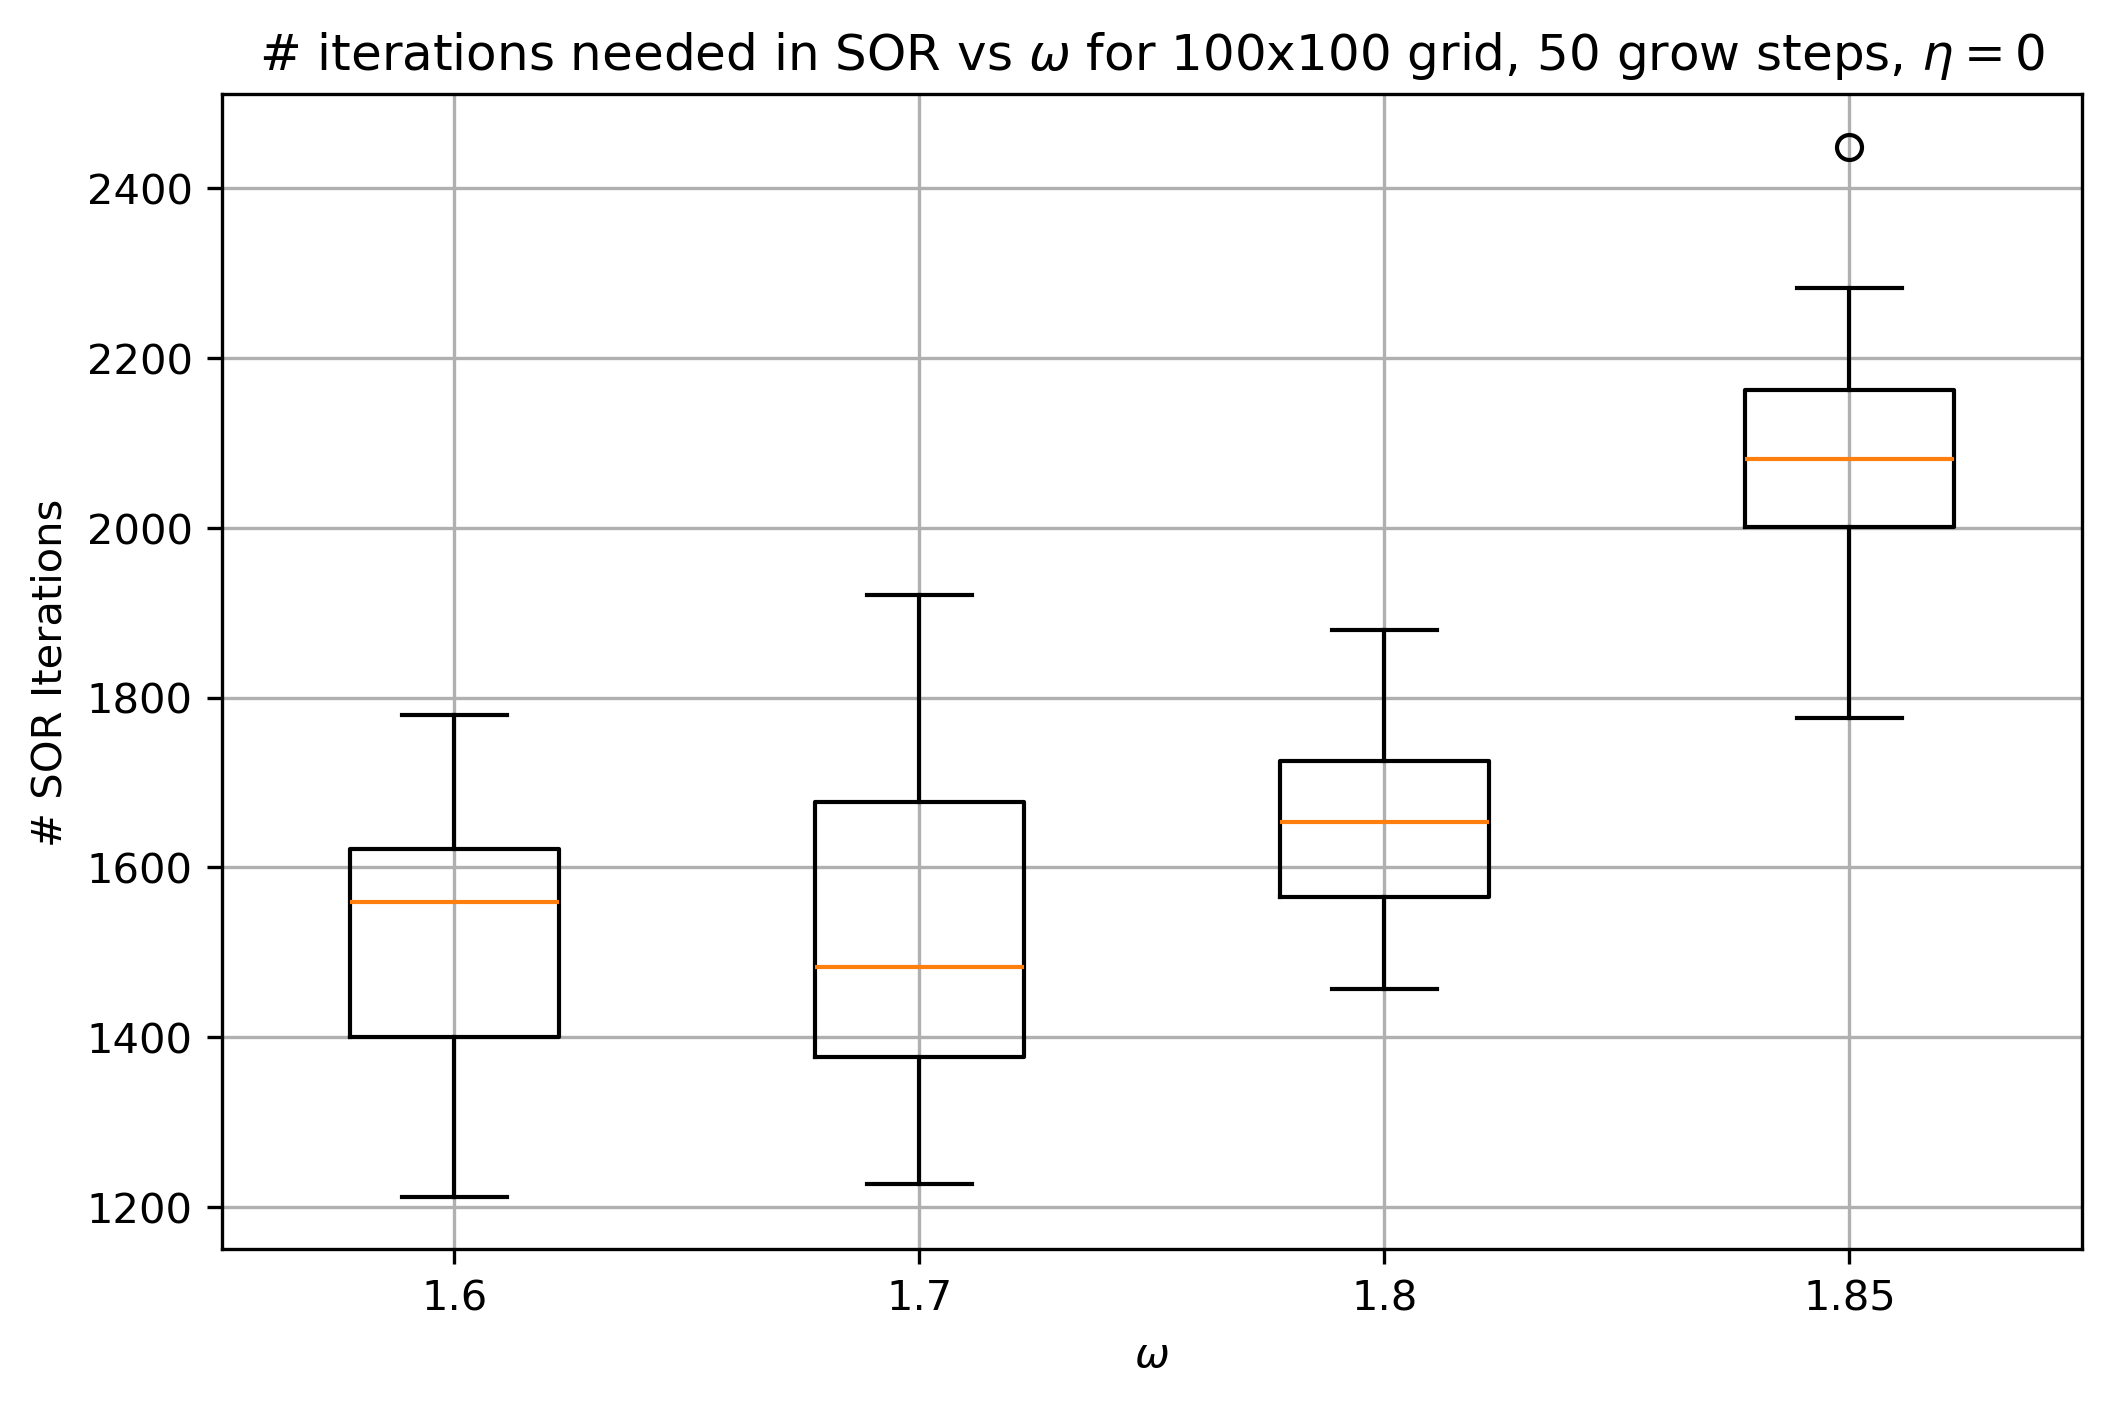 # iterations needed in SOR vs ω for 100x100 grid, 50 grow steps, η = 0
2400
2200
2000
1800
1600
1400
1200
# SOR Iterations
1.6 1.7 1.8 1.85
ω